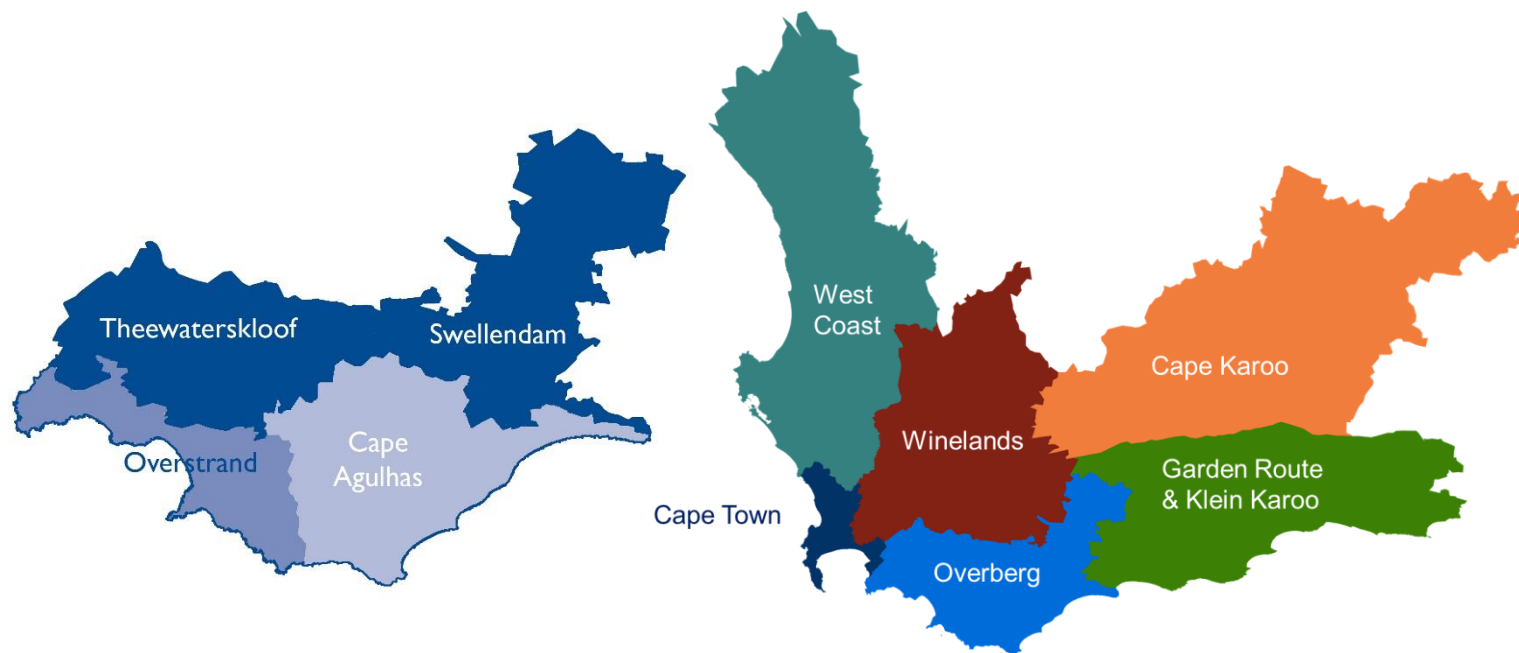 Theewaterskloof
Swellendam
Overstrand
Cape
Agulhas
West
Coast
Cape Karoo
Winelands
Garden Route
& Klein Karoo
Cape Town
Overberg